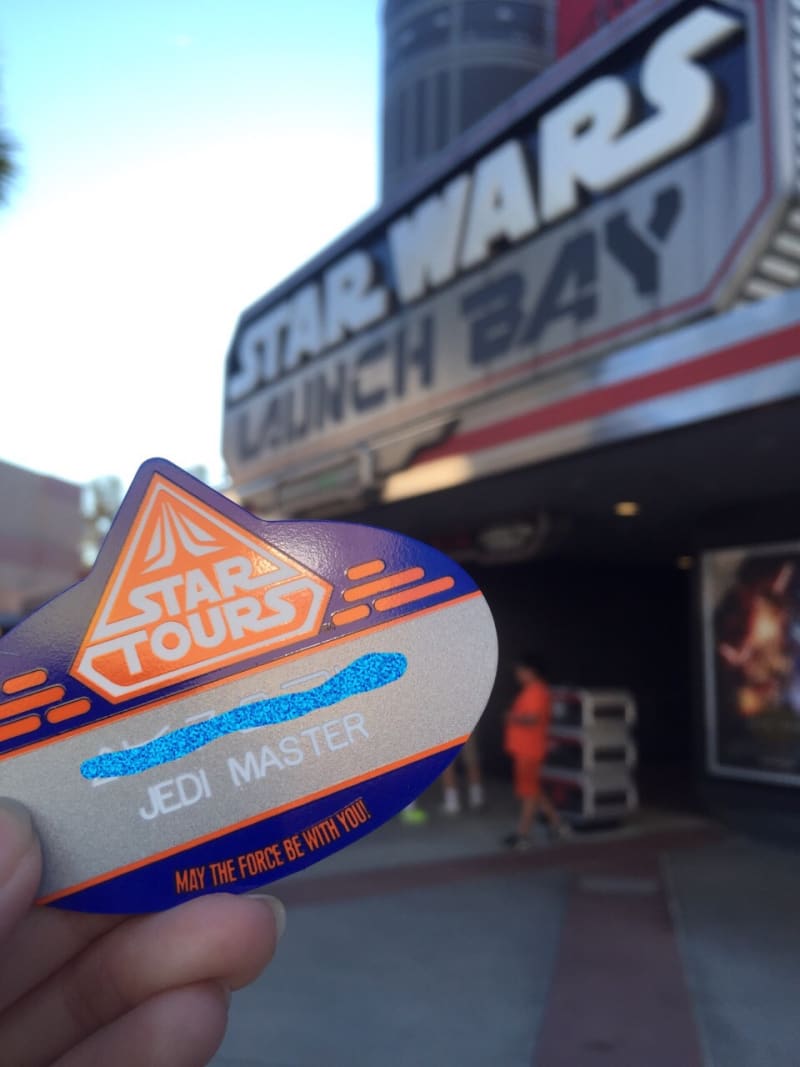 STAR WARS
LAUNCH BAY
STAR
TOURS
JEDI MASTER
MAY THE FORCE BE WITH YOU!